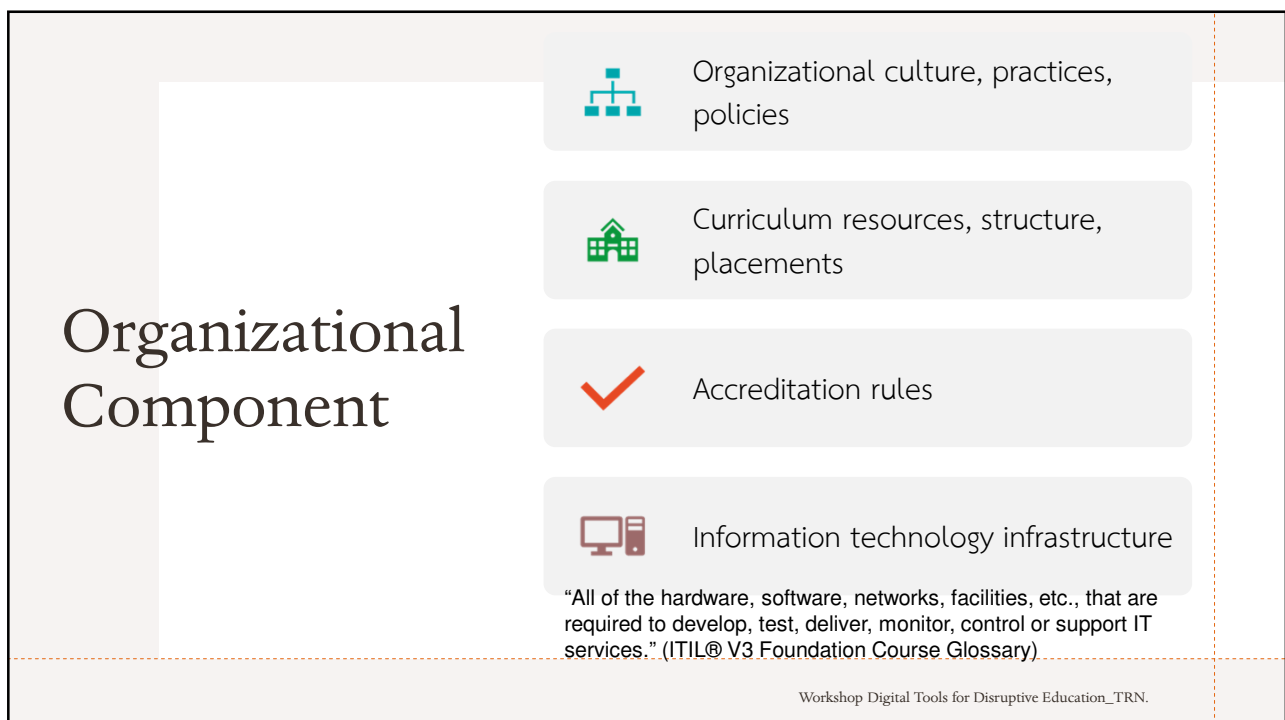 Organizational
Component
Organizational culture, practices,
policies
Curriculum resources, structure,
placements
Accreditation rules
Information technology infrastructure
“All of the hardware, software, networks, facilities, etc., that are
required to develop, test, deliver, monitor, control or support IT
services.” (ITIL® V3 Foundation Course Glossary)
Workshop Digital Tools for Disruptive Education_TRN.